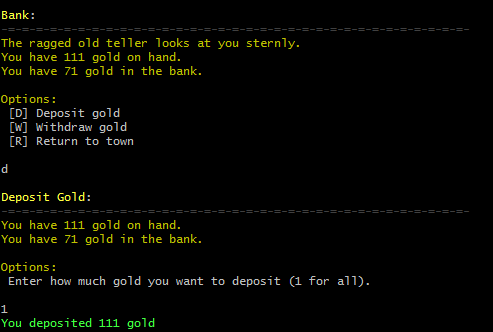 Bank:
-=-=-=-=-=-=-=-=-=-=-=-=-=-=-=-=-=-=-=-=-=-=-=-=-=-=-=-=-=-=-=-=-=-
The ragged old teller looks at you sternly.
You have 111 gold on hand.
You have 71 gold in the bank.
Options:
[D] Deposit gold
[W] Withdraw gold
[R] Return to town
d
Deposit Gold:
-=-=-=-=-=-=-=-=-=-=-=-=-=-=-=-=-=-=-=-=-=-=-=-=-=-=-=-=-=-=-=-=-=-
You have 111 gold on hand.
You have 71 gold in the bank.
Options:
Enter how much gold you want to deposit (1 for all).
1
You deposited 111 gold